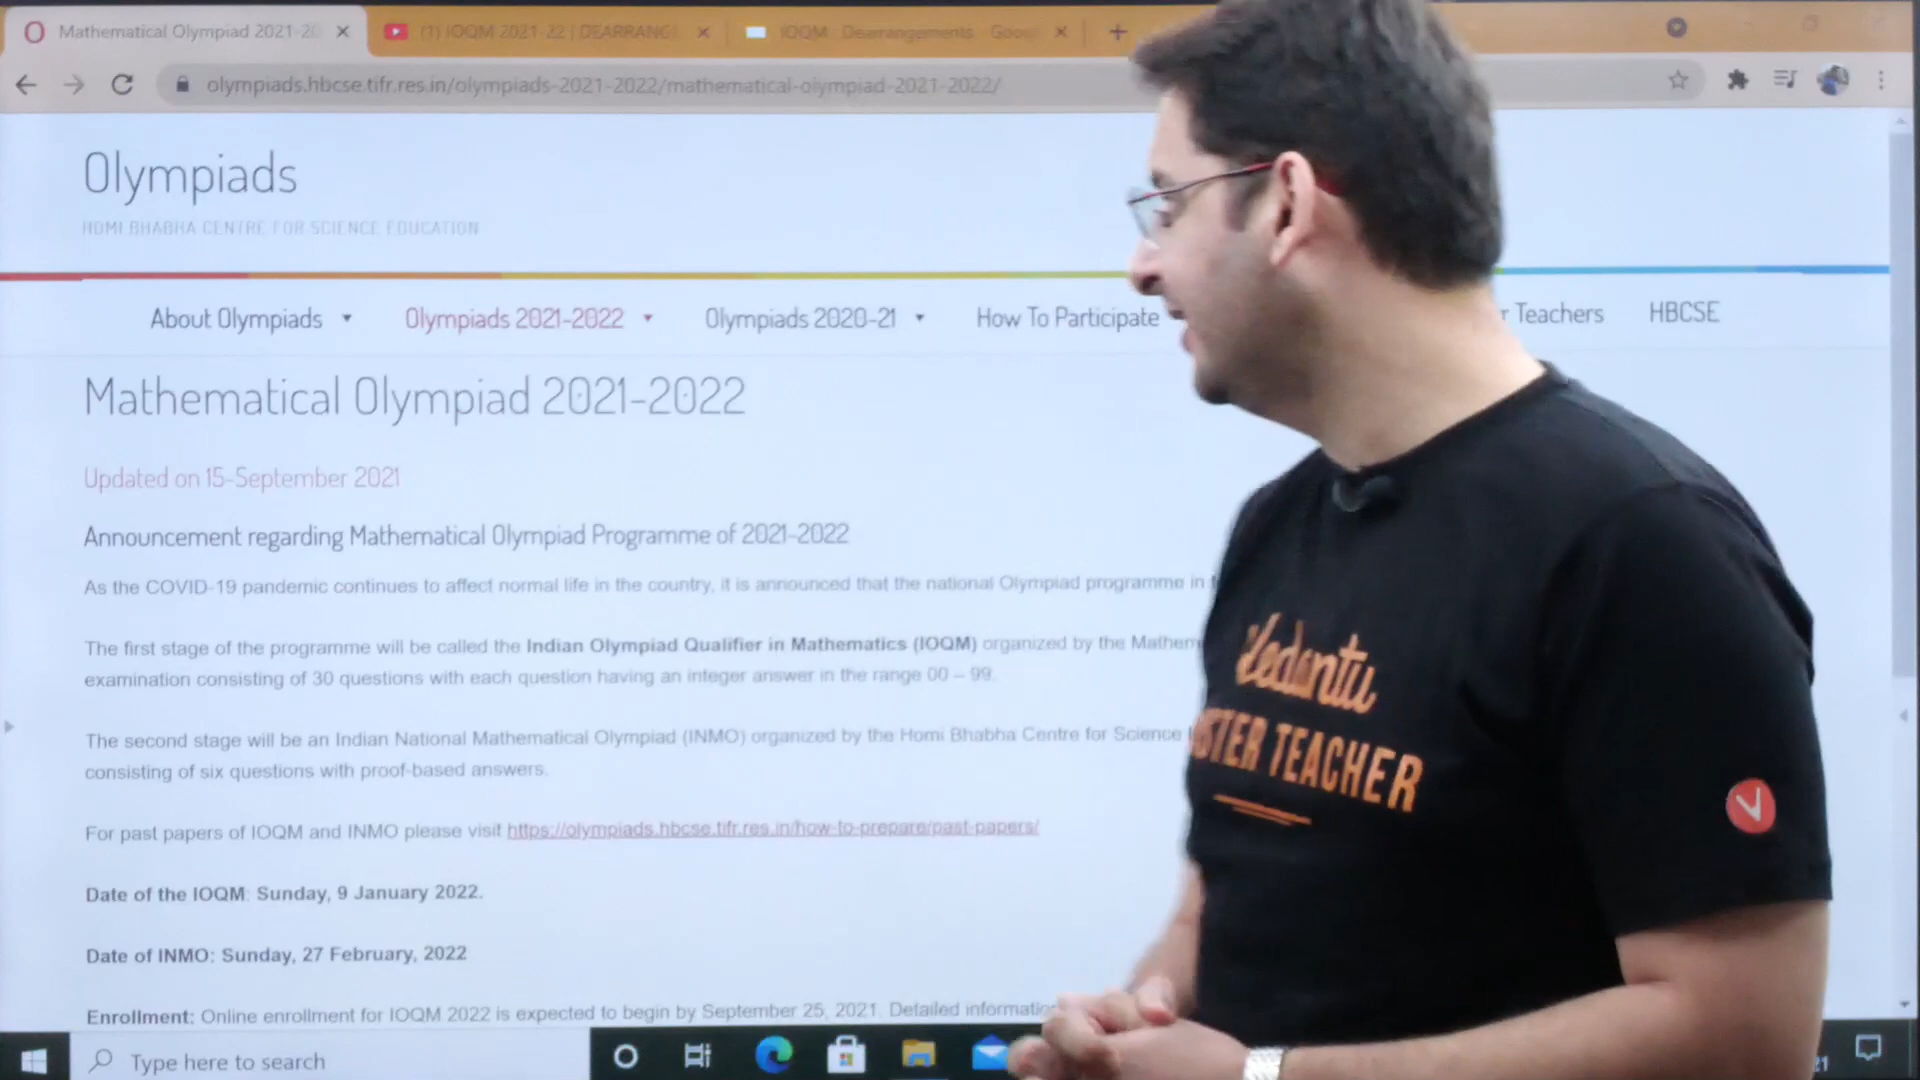 Mathematical Olympiad 2021-20
(1) IOQM 2021-22 | DEARRANG
IOQM Dearrangements - Goo
olympiads.hbcse.tifr.res.in/olympiads-2021-2022/mathematical-olympiad-2021-2022/
Olympiads
HOMI BHABHA CENTRE FOR SCIENCE EDUCATION
About Olympiads
Olympiads 2021-2022
Olympiads 2020-21
How To Participate
r Teachers
HBCSE
Mathematical Olympiad 2021-2022
Updated on 15-September 2021
Announcement regarding Mathematical Olympiad Programme of 2021-2022
As the COVID-19 pandemic continues to affect normal life in the country, it is announced that the national Olympiad programme in
The first stage of the programme will be called the Indian Olympiad Qualifier in Mathematics (IOQM) organized by the Mathem
examination consisting of 30 questions with each question having an integer answer in the range 00 – 99.
The second stage will be an Indian National Mathematical Olympiad (INMO) organized by the Homi Bhabha Centre for Science
consisting of six questions with proof-based answers.
For past papers of IOQM and INMO please visit https://olympiads.hbcse.tifr.res.in/how-to-prepare/past-papers/
Date of the IOQM: Sunday, 9 January 2022.
Date of INMO: Sunday, 27 February, 2022
Enrollment: Online enrollment for IOQM 2022 is expected to begin by September 25, 2021. Detailed informatio
Type here to search
21
Vedantu
STER TEACHER
V